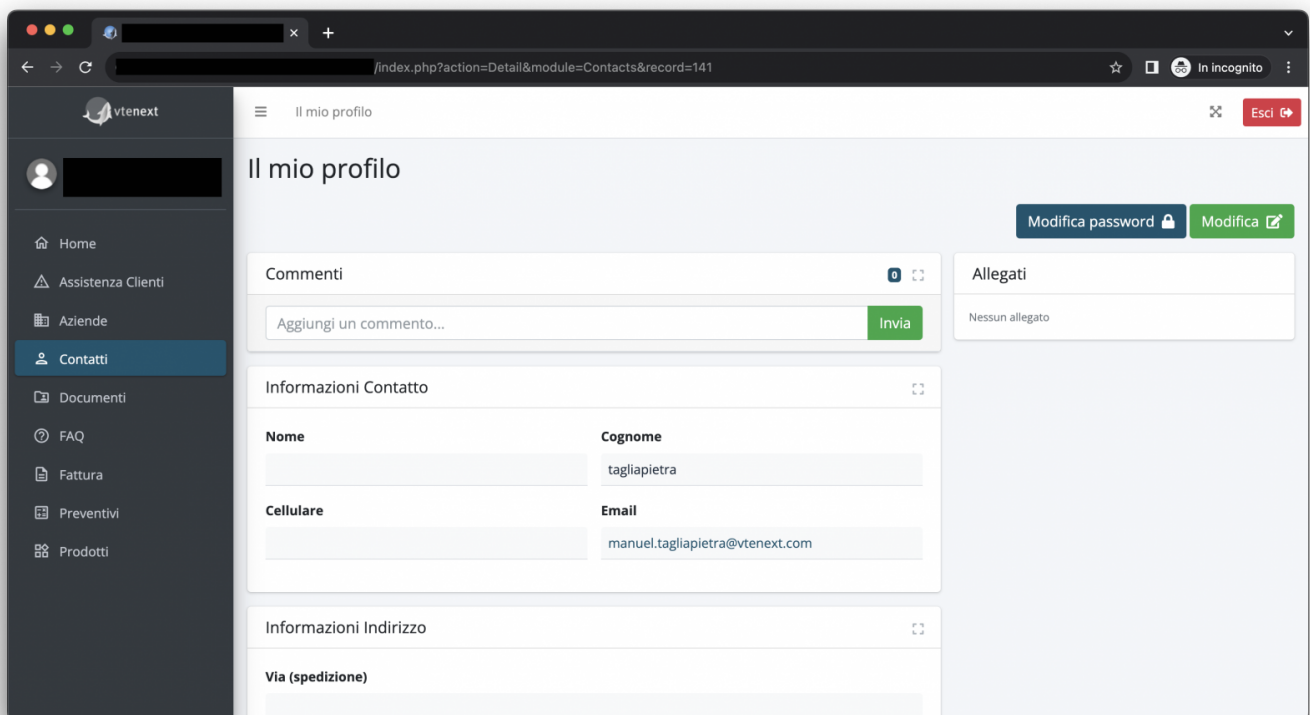 /index.php?action=Detail&module=Contacts&record=141
In incognito
vtenext
Il mio profilo
Esci
Il mio profilo
Modifica password
Modifica
Home
Assistenza Clienti
Aziende
Contatti
Documenti
FAQ
Fattura
Preventivi
Prodotti
Commenti
0
Aggiungi un commento...
Invia
Allegati
Nessun allegato
Informazioni Contatto
Nome
Cognome
tagliapietra
Cellulare
Email
manuel.tagliapietra@vtenext.com
Informazioni Indirizzo
Via (spedizione)